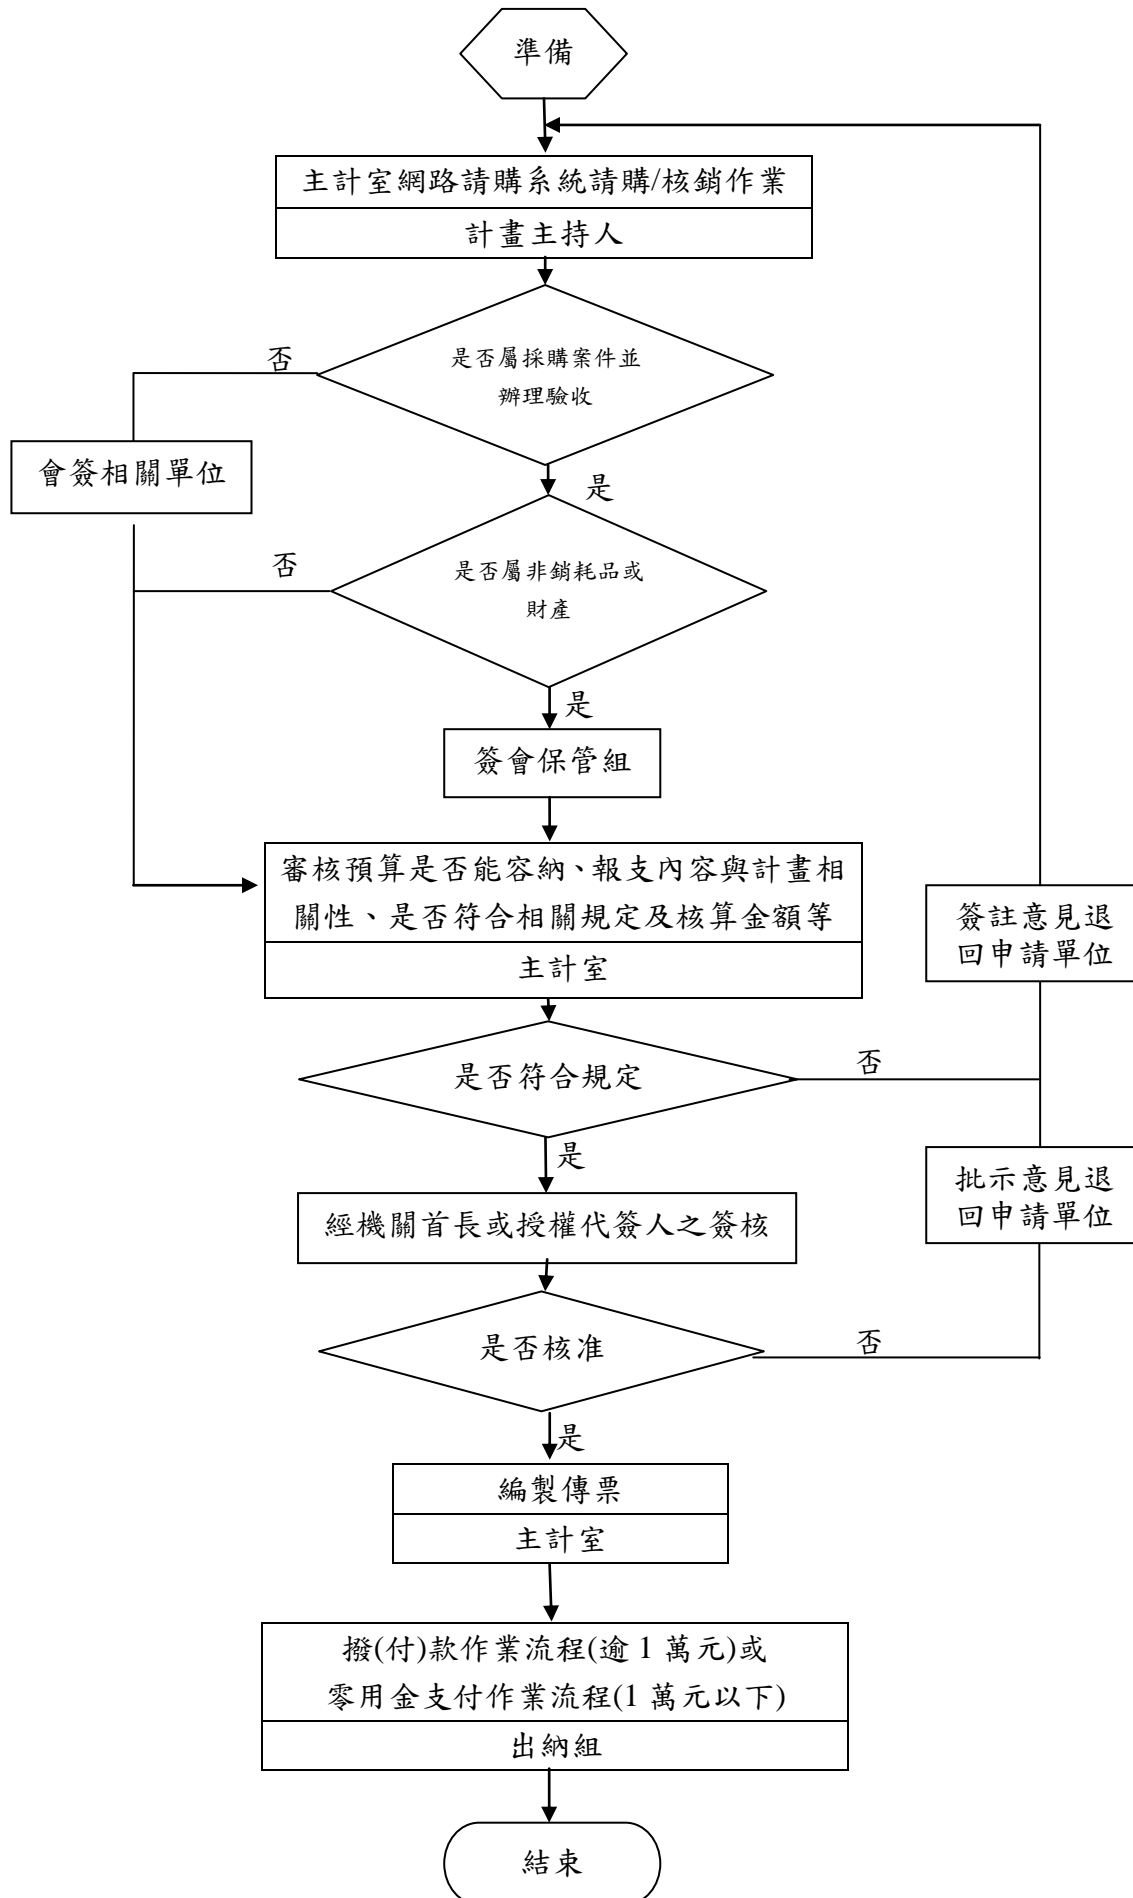 準備
主計室網路請購系統請購/核銷作業
計畫主持人
否
是否屬採購案件並
辦理驗收
會簽相關單位
是
否
是否屬非銷耗品或
財產
是
簽會保管組
審核預算是否能容納、報支內容與計畫相
關性、是否符合相關規定及核算金額等
主計室
簽註意見退
回申請單位
是否符合規定
否
是
批示意見退
回申請單位
經機關首長或授權代簽人之簽核
是否核准
否
是
編製傳票
主計室
撥(付)款作業流程(逾 1 萬元)或
零用金支付作業流程(1 萬元以下)
出納組
結束